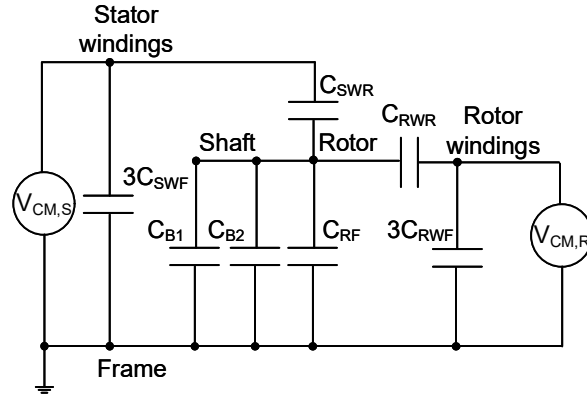 Stator
windings
C_SWR
C_RWR
Rotor
windings
Shaft
Rotor
3C_SWF
V_CM,S
C_B1
C_B2
C_RF
3C_RWF
V_CM,R
Frame